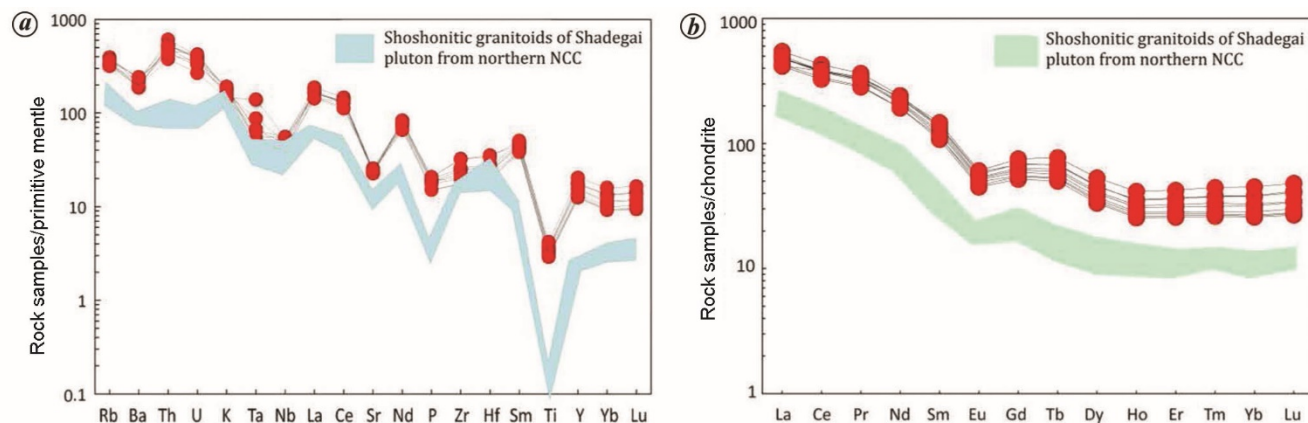 a
1000
100
10
1
0.1
Rock samples/primitive mentle
Shoshonitic granitoids of Shadegai
pluton from northern NCC
Rb Ba Th U K Ta Nb La Ce Sr Nd P Zr Hf Sm Ti Y Yb Lu
b
1000
100
10
1
Rock samples/chondrite
Shoshonitic granitoids of Shadegai
pluton from northern NCC
La Ce Pr Nd Sm Eu Gd Tb Dy Ho Er Tm Yb Lu